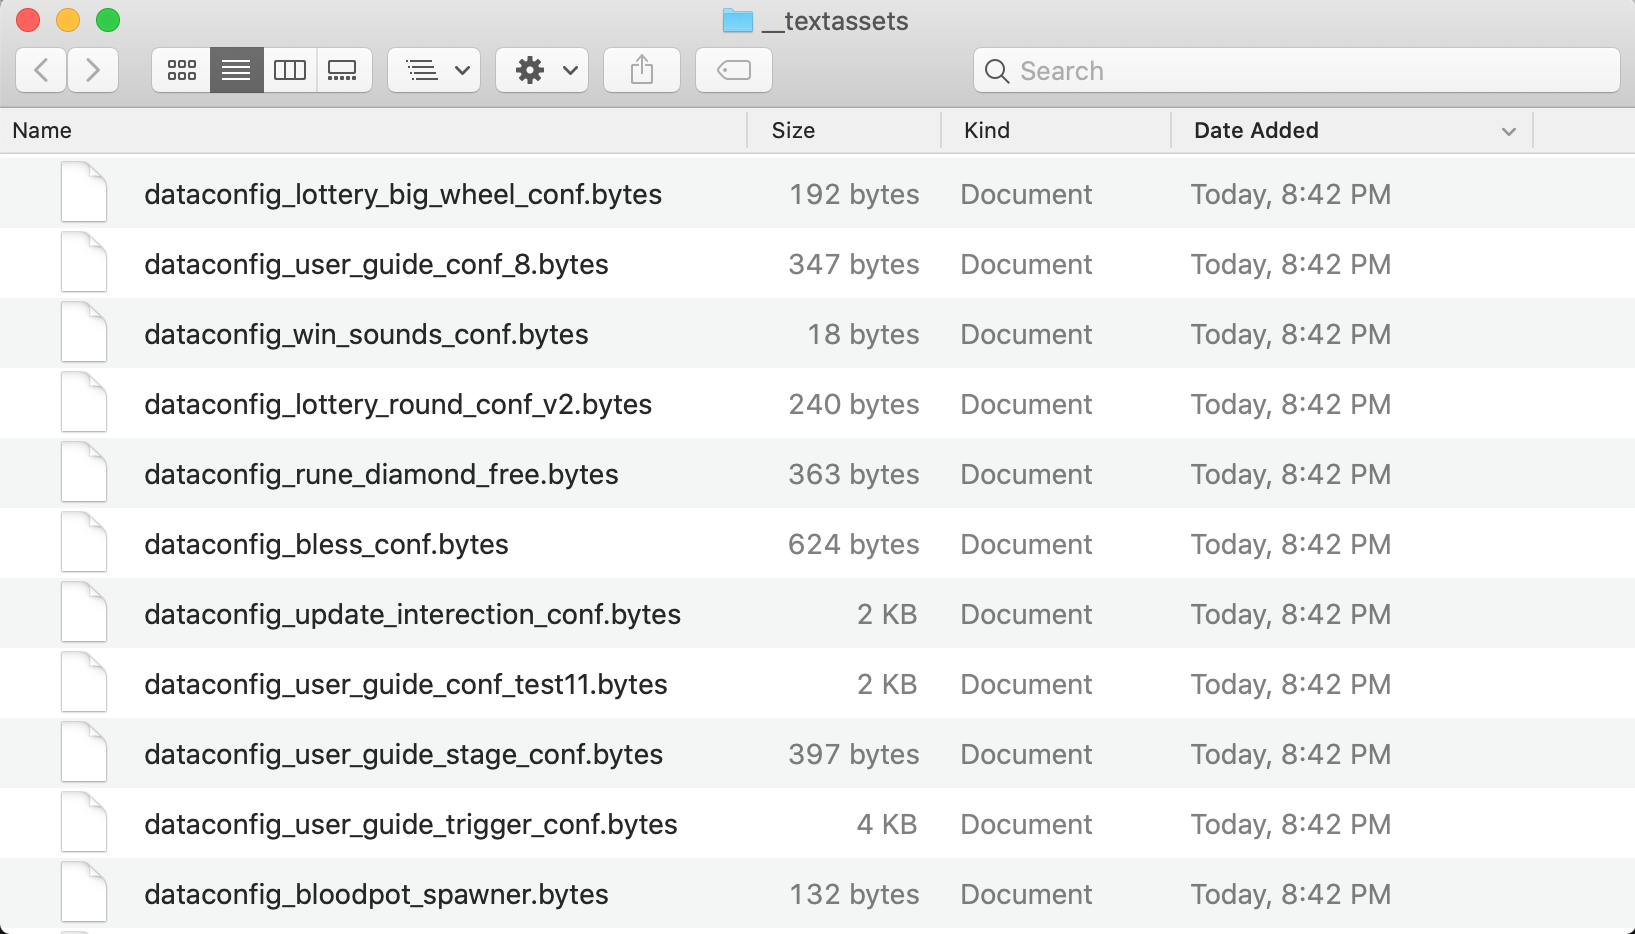 __textassets
Search
Name Size Kind Date Added
dataconfig_lottery_big_wheel_conf.bytes 192 bytes Document Today, 8:42 PM
dataconfig_user_guide_conf_8.bytes 347 bytes Document Today, 8:42 PM
dataconfig_win_sounds_conf.bytes 18 bytes Document Today, 8:42 PM
dataconfig_lottery_round_conf_v2.bytes 240 bytes Document Today, 8:42 PM
dataconfig_rune_diamond_free.bytes 363 bytes Document Today, 8:42 PM
dataconfig_bless_conf.bytes 624 bytes Document Today, 8:42 PM
dataconfig_update_interection_conf.bytes 2 KB Document Today, 8:42 PM
dataconfig_user_guide_conf_test11.bytes 2 KB Document Today, 8:42 PM
dataconfig_user_guide_stage_conf.bytes 397 bytes Document Today, 8:42 PM
dataconfig_user_guide_trigger_conf.bytes 4 KB Document Today, 8:42 PM
dataconfig_bloodpot_spawner.bytes 132 bytes Document Today, 8:42 PM